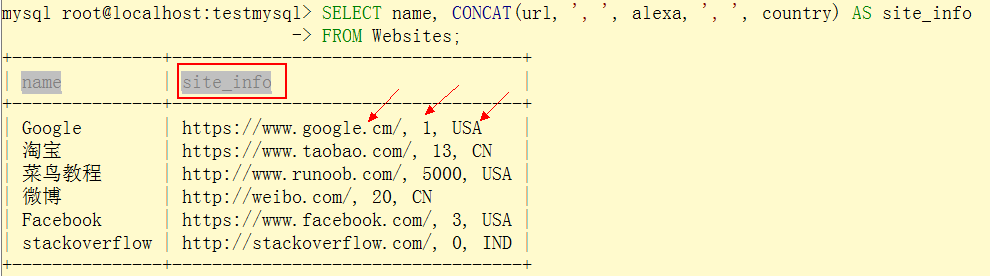 mysql root@localhost:testmysql> SELECT name, CONCAT(url, ', ', alexa, ', ', country) AS site_info
-> FROM Websites;
+---------------+---------------------------------+
| name          | site_info                       |
+---------------+---------------------------------+
| Google        | https://www.google.cm/, 1, USA  |
| 淘宝          | https://www.taobao.com/, 13, CN |
| 菜鸟教程      | http://www.runoob.com/, 5000, USA |
| 微博          | http://weibo.com/, 20, CN       |
| Facebook      | https://www.facebook.com/, 3, USA |
| stackoverflow | http://stackoverflow.com/, 0, IND |
+---------------+---------------------------------+